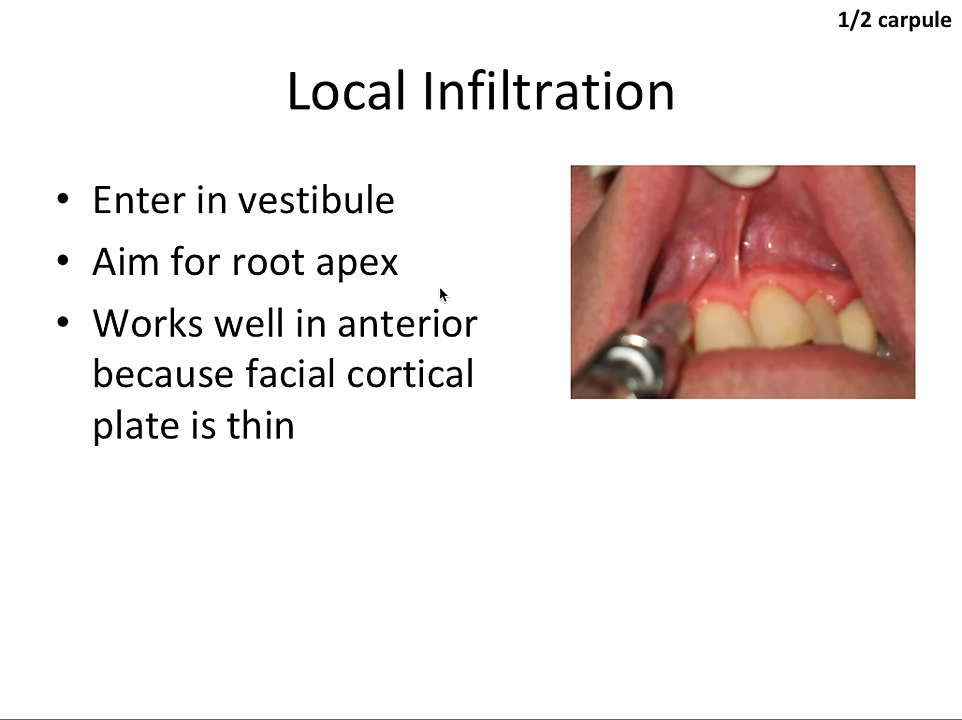 1/2 carpule
Local Infiltration
• Enter in vestibule
• Aim for root apex
• Works well in anterior
because facial cortical
plate is thin